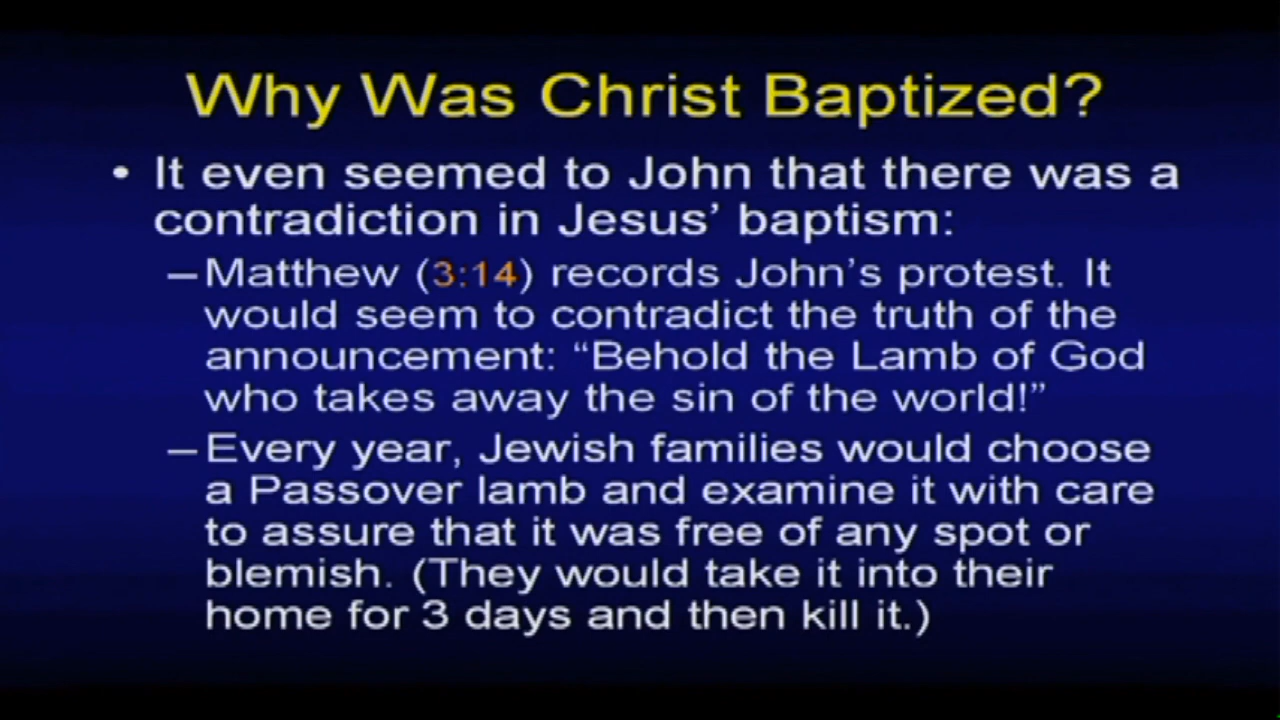 Why Was Christ Baptized?
• It even seemed to John that there was a
contradiction in Jesus’ baptism:
–Matthew (3:14) records John’s protest. It
would seem to contradict the truth of the
announcement: “Behold the Lamb of God
who takes away the sin of the world!”
–Every year, Jewish families would choose
a Passover lamb and examine it with care
to assure that it was free of any spot or
blemish. (They would take it into their
home for 3 days and then kill it.)